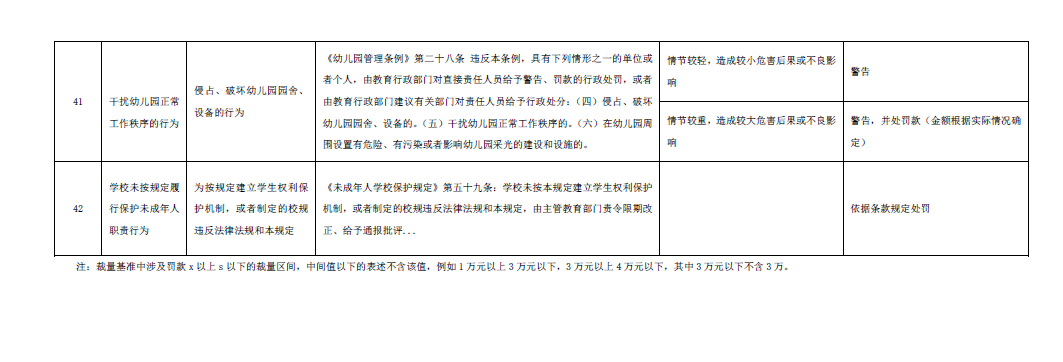 41
干扰幼儿园正常
工作秩序的行为
侵占、破坏幼儿园园舍、
设备的行为
《幼儿园管理条例》第二十八条 违反本条例，具有下列情形之一的单位或
者个人，由教育行政部门对直接责任人员给予警告、罚款的行政处罚，或者
由教育行政部门建议有关部门对责任人员给予行政处分：（四）侵占、破坏
幼儿园园舍、设备的。（五）干扰幼儿园正常工作秩序的。（六）在幼儿园周
围设置有危险、有污染或者影响幼儿园采光的建设和设施的。
情节较轻，造成较小危害后果或不良影
响
警告
情节较重，造成较大危害后果或不良影
响
警告，并处罚款（金额根据实际情况确
定）
42
学校未按规定履
行保护未成年人
职责行为
为按规定建立学生权利保
护机制，或者制定的校规
违反法律法规和本规定
《未成年人学校保护规定》第五十九条：学校未按本规定建立学生权利保护
机制，或者制定的校规违反法律法规和本规定，由主管教育部门责令限期改
正、给予通报批评...
依据条款规定处罚
注：裁量基准中涉及罚款 x 以上 s 以下的裁量区间，中间值以下的表述不含该值，例如 1 万元以上 3 万元以下，3 万元以上 4 万元以下，其中 3 万元以下不含 3 万。